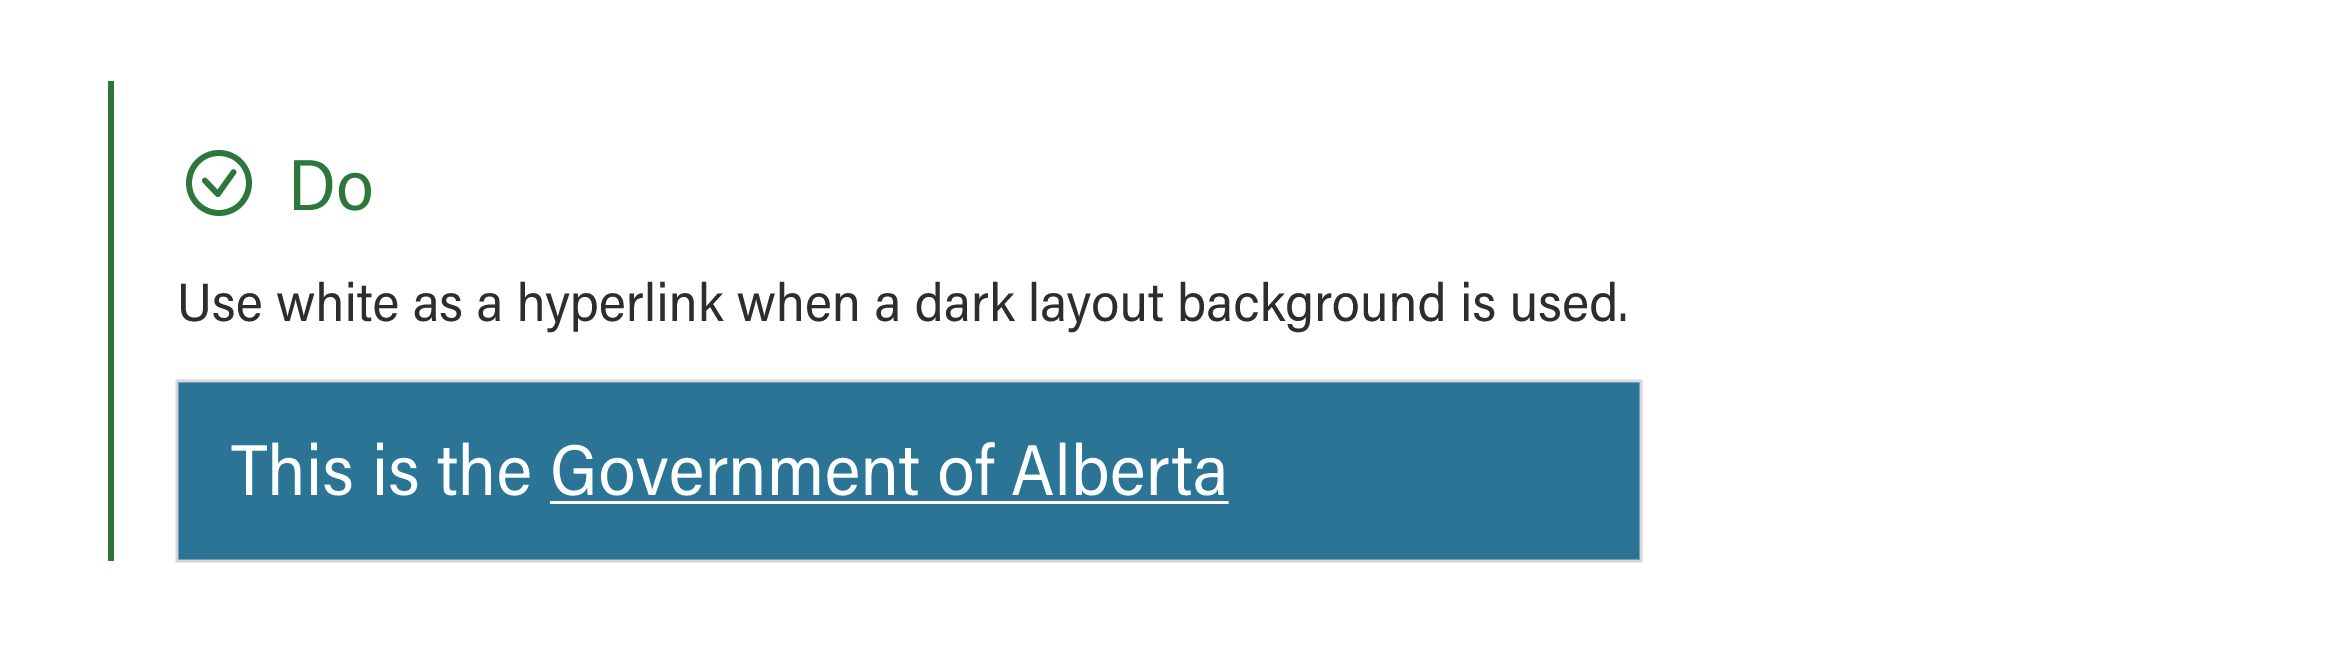 Do
Use white as a hyperlink when a dark layout background is used.
This is the Government of Alberta